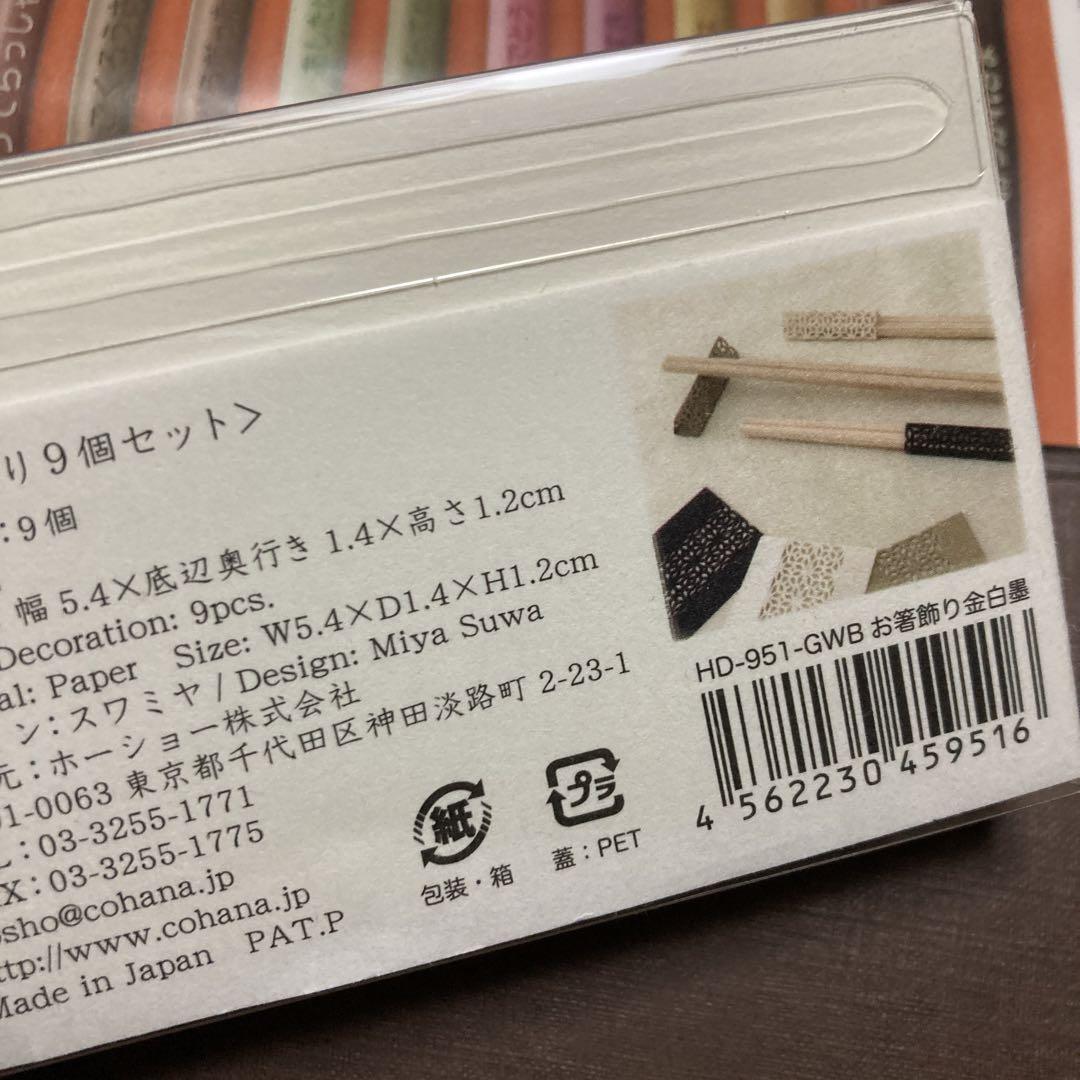 り9個セット>
:9個
幅5.4×底辺奥行き1.4×高さ1.2cm
Decoration: 9pcs.
al: Paper Size: W5.4×D1.4×H1.2cm
ン:スワミヤ/Design: Miya Suwa
元:ホーショー株式会社
01-0063 東京都千代田区神田淡路町2-23-1
L:03-3255-1771
X:03-3255-1775
osho@cohana.jp
ttp://www.cohana.jp
Made in Japan PAT.P
紙
包装・箱
プラ
蓋:PET
HD-951-GWB お箸飾り金白墨
4 562230 459516